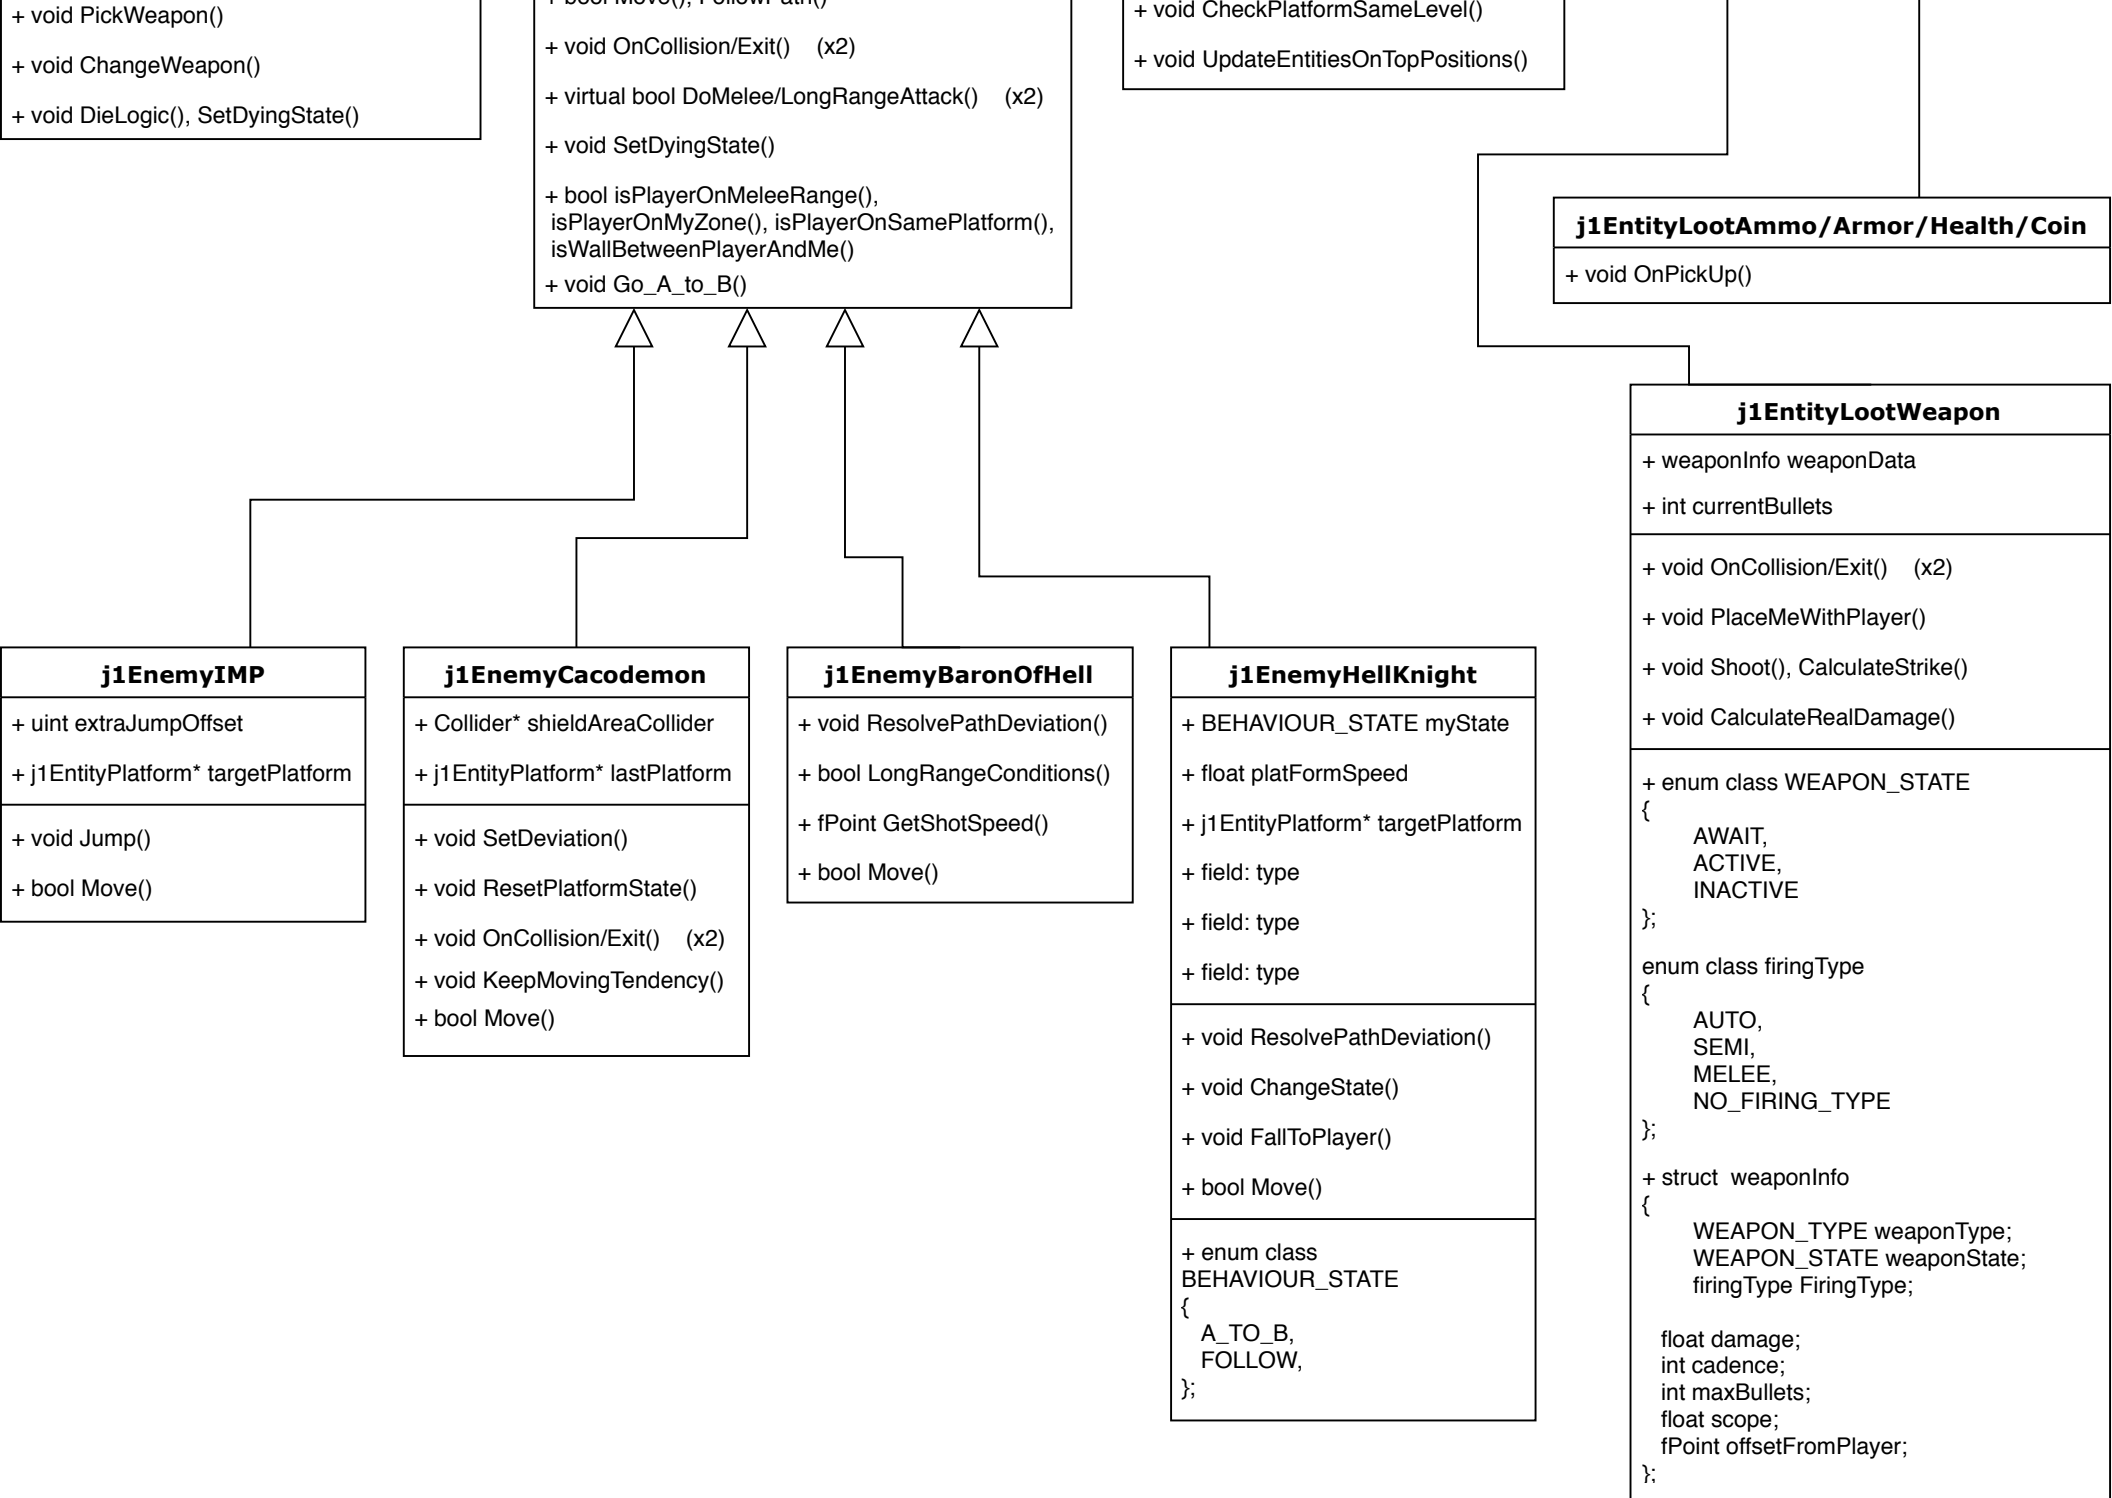 + void PickWeapon()
+ void ChangeWeapon()
+ void DieLogic(), SetDyingState()
+ bool Move(), FollowPath()
+ void OnCollision/Exit() (x2)
+ virtual bool DoMelee/LongRangeAttack() (x2)
+ void SetDyingState()
+ bool isPlayerOnMeleeRange(),
isPlayerOnMyZone(), isPlayerOnSamePlatform(),
isWallBetweenPlayerAndMe()
+ void Go_A_to_B()
+ void CheckPlatformSameLevel()
+ void UpdateEntitiesOnTopPositions()
j1EntityLootAmmo/Armor/Health/Coin
+ void OnPickUp()
j1EnemyIMP
+ uint extraJumpOffset
+ j1EntityPlatform* targetPlatform
+ void Jump()
+ bool Move()
j1EnemyCacodemon
+ Collider* shieldAreaCollider
+ j1EntityPlatform* lastPlatform
+ void SetDeviation()
+ void ResetPlatformState()
+ void OnCollision/Exit() (x2)
+ void KeepMovingTendency()
+ bool Move()
j1EnemyBaronOfHell
+ void ResolvePathDeviation()
+ bool LongRangeConditions()
+ fPoint GetShotSpeed()
+ bool Move()
j1EnemyHellKnight
+ BEHAVIOUR_STATE myState
+ float platFormSpeed
+ j1EntityPlatform* targetPlatform
+ field: type
+ field: type
+ field: type
+ void ResolvePathDeviation()
+ void ChangeState()
+ void FallToPlayer()
+ bool Move()
+ enum class
BEHAVIOUR_STATE
{
A_TO_B,
FOLLOW,
};
j1EntityLootWeapon
+ weaponInfo weaponData
+ int currentBullets
+ void OnCollision/Exit() (x2)
+ void PlaceMeWithPlayer()
+ void Shoot(), CalculateStrike()
+ void CalculateRealDamage()
+ enum class WEAPON_STATE
{
AWAIT,
ACTIVE,
INACTIVE
};
enum class firingType
{
AUTO,
SEMI,
MELEE,
NO_FIRING_TYPE
};
+ struct weaponInfo
{
WEAPON_TYPE weaponType;
WEAPON_STATE weaponState;
firingType FiringType;
float damage;
int cadence;
int maxBullets;
float scope;
fPoint offsetFromPlayer;
};